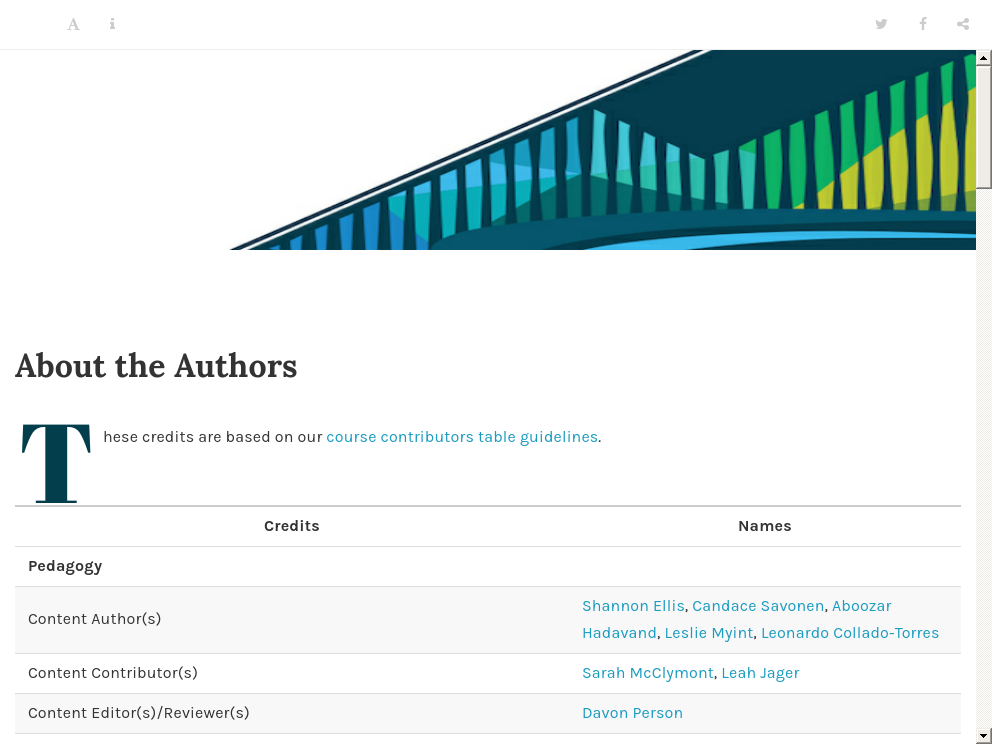 About the Authors
These credits are based on our course contributors table guidelines.
Credits Names
Pedagogy
Content Author(s) Shannon Ellis, Candace Savonen, Aboozar
Hadavand, Leslie Myint, Leonardo Collado-Torres
Content Contributor(s) Sarah McClymont, Leah Jager
Content Editor(s)/Reviewer(s) Davon Person